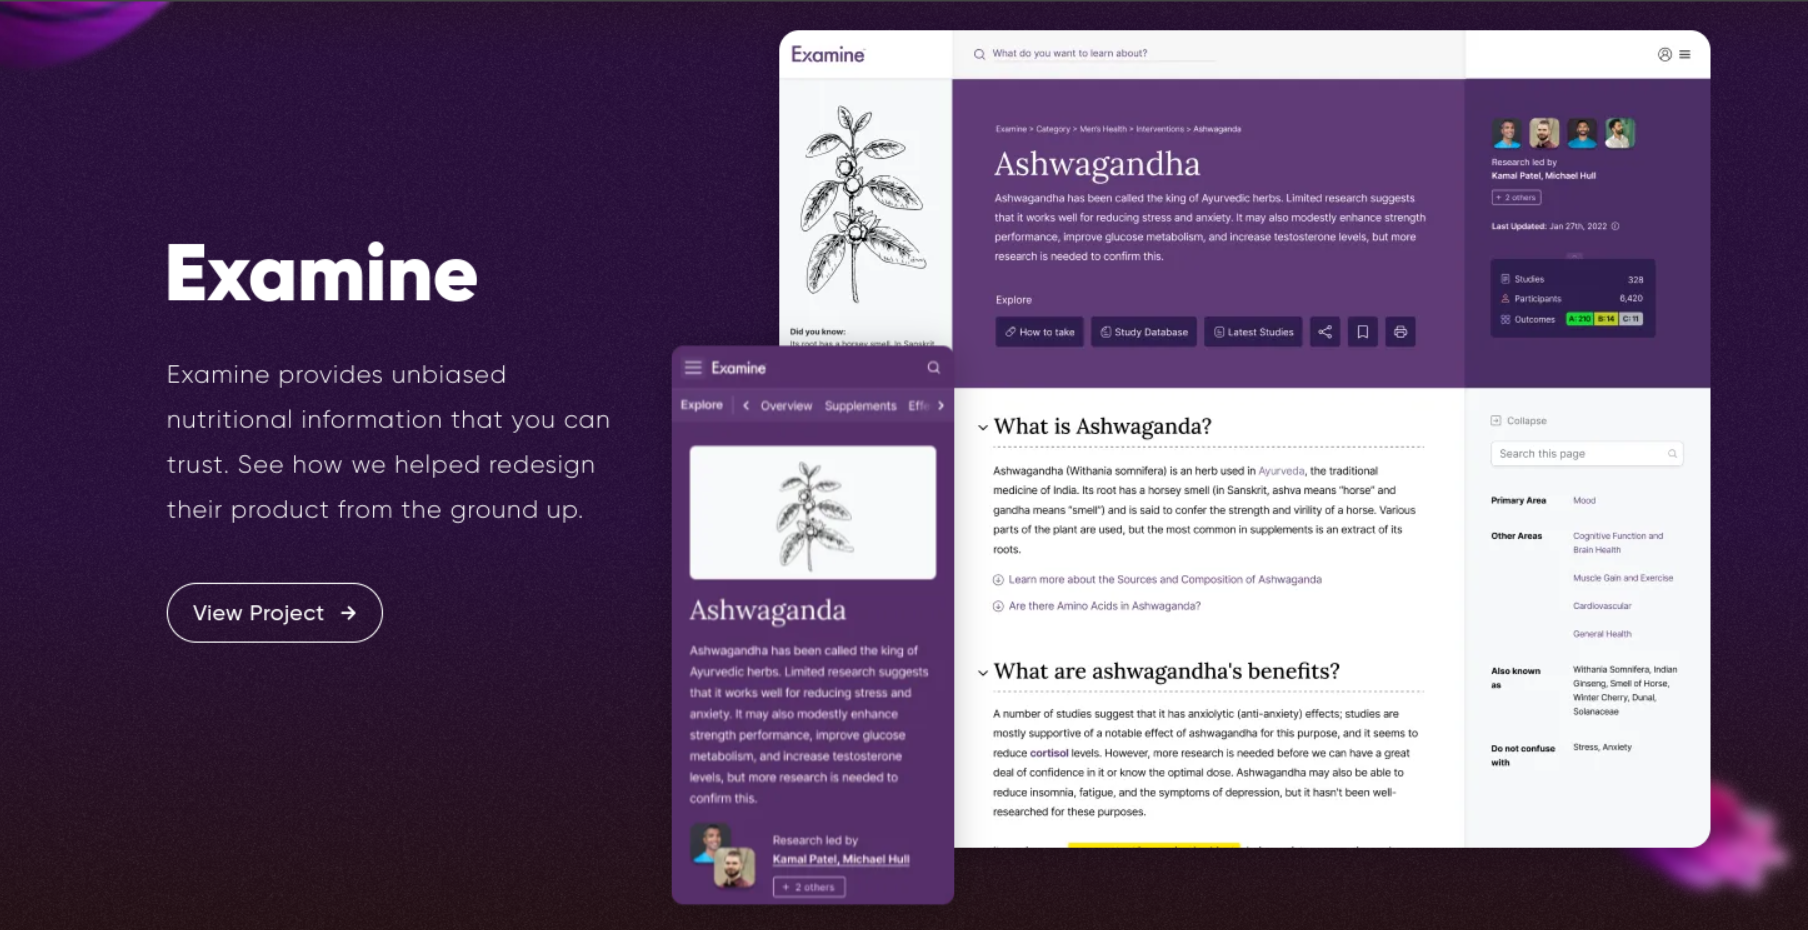 Examine
Examine provides unbiased
nutritional information that you can
trust. See how we helped redesign
their product from the ground up.
View Project
Examine
What do you want to learn about?
Did you know:
Its root has a horsey smell. In Sanskrit,
Examine > Category > Men's Health > Interventions > Ashwaganda
Ashwagandha
Ashwagandha has been called the king of Ayurvedic herbs. Limited research suggests
that it works well for reducing stress and anxiety. It may also modestly enhance strength
performance, improve glucose metabolism, and increase testosterone levels, but more
research is needed to confirm this.
Explore
How to take
Study Database
Latest Studies
Research led by
Kamal Patel, Michael Hull
+ 2 others
Last Updated: Jan 27th, 2022
Studies 328
Participants 6,420
Outcomes A: 210 B: 14 C: 11
What is Ashwaganda?
Ashwagandha (Withania somnifera) is an herb used in Ayurveda, the traditional
medicine of India. Its root has a horsey smell (in Sanskrit, ashva means "horse" and
gandha means "smell") and is said to confer the strength and virility of a horse. Various
parts of the plant are used, but the most common in supplements is an extract of its
roots.
Learn more about the Sources and Composition of Ashwaganda
Are there Amino Acids in Ashwaganda?
What are ashwagandha's benefits?
A number of studies suggest that it has anxiolytic (anti-anxiety) effects; studies are
mostly supportive of a notable effect of ashwagandha for this purpose, and it seems to
reduce cortisol levels. However, more research is needed before we can have a great
deal of confidence in it or know the optimal dose. Ashwagandha may also be able to
reduce insomnia, fatigue, and the symptoms of depression, but it hasn't been well-
researched for these purposes.
Collapse
Search this page
Primary Area Mood
Other Areas Cognitive Function and
Brain Health
Muscle Gain and Exercise
Cardiovascular
General Health
Also known
as
Withania Somnifera, Indian
Ginseng, Smell of Horse,
Winter Cherry, Dunal,
Solanaceae
Do not confuse
with
Stress, Anxiety
Examine
Explore
Overview
Supplements
Effe
Ashwaganda
Ashwagandha has been called the king of
Ayurvedic herbs. Limited research suggests
that it works well for reducing stress and
anxiety. It may also modestly enhance
strength performance, improve glucose
metabolism, and increase testosterone
levels, but more research is needed to
confirm this.
Research led by
Kamal Patel, Michael Hull
+ 2 others